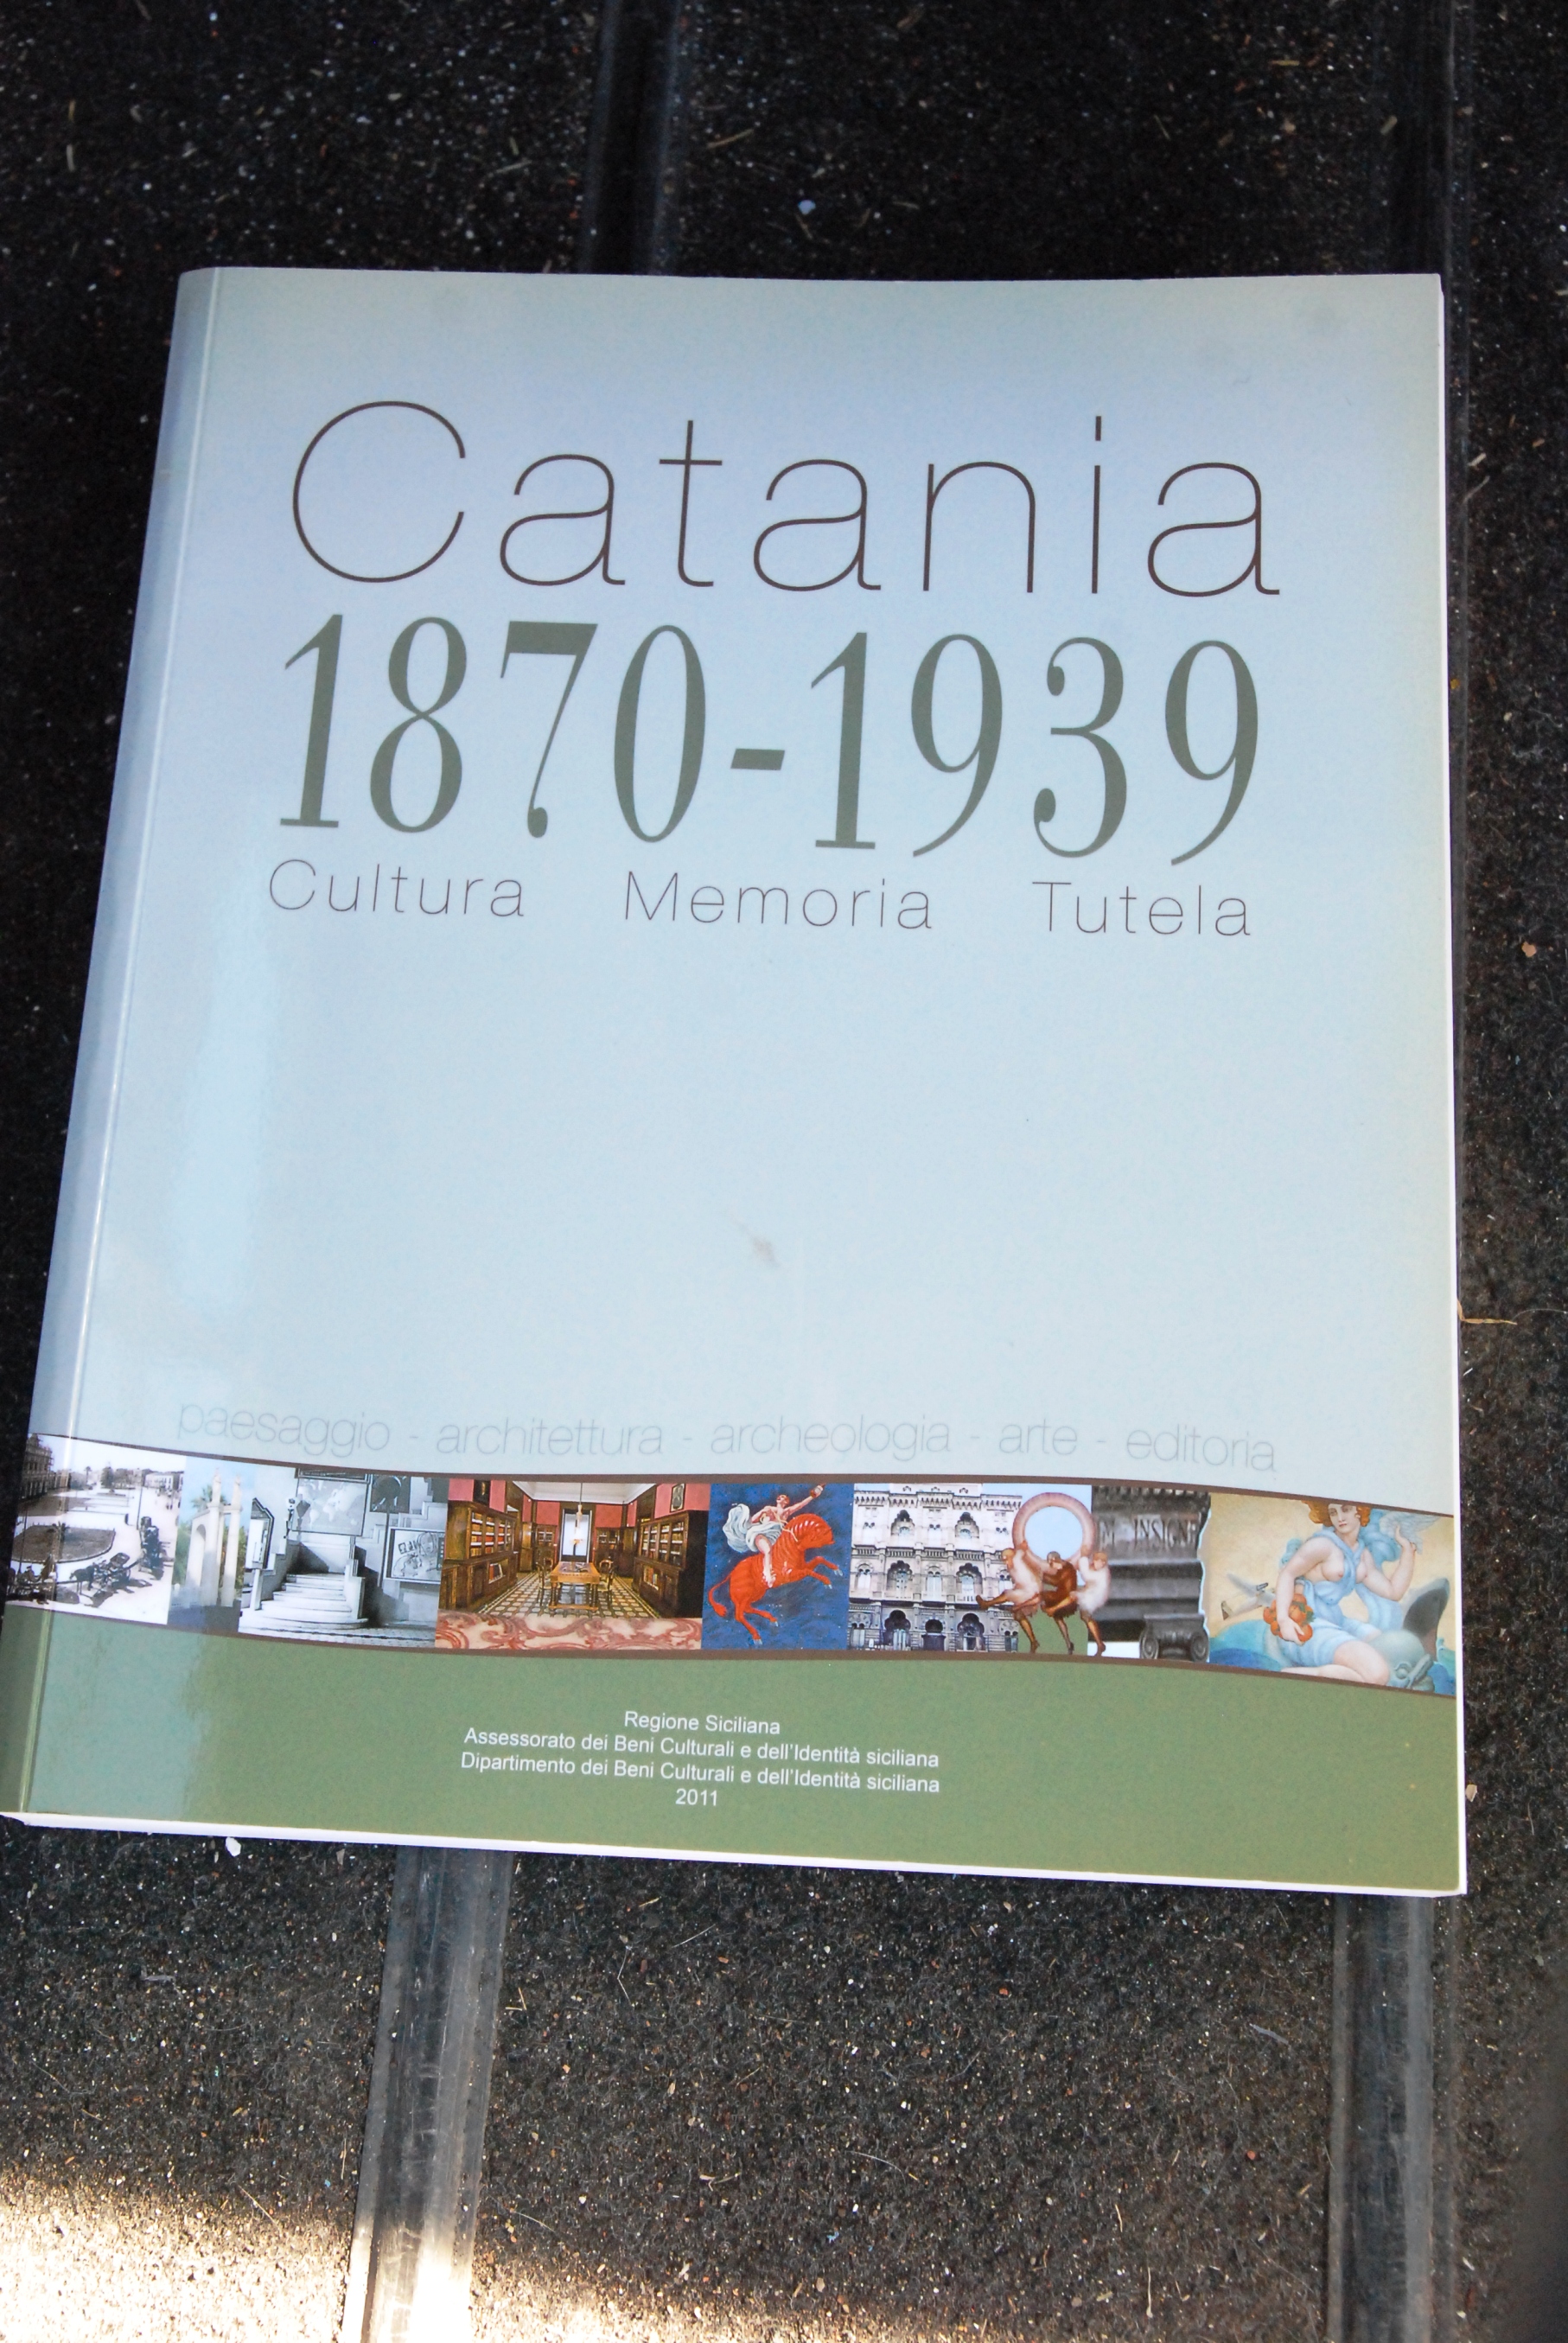 Catania
1870-1939
Cultura Memoria Tutela
paesaggio - architettura - archeologia - arte - editoria
INSIGNE
Regione Siciliana
Assessorato dei Beni Culturali e dell'Identità siciliana
Dipartimento dei Beni Culturali e dell'Identità siciliana
2011